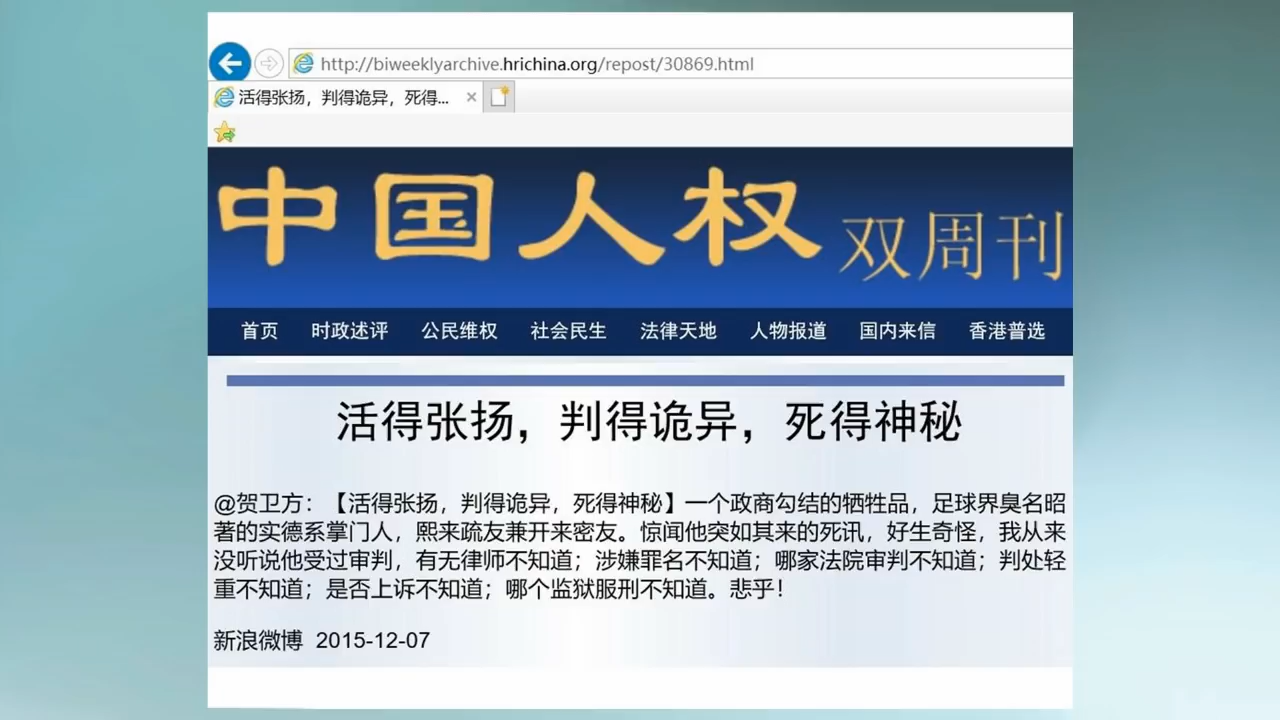 http://biweeklyarchive.hrichina.org/repost/30869.html
活得张扬，判得诡异，死得...
中国人权 双周刊
首页 时政述评 公民维权 社会民生 法律天地 人物报道 国内来信 香港普选
活得张扬，判得诡异，死得神秘
@贺卫方：【活得张扬，判得诡异，死得神秘】一个政商勾结的牺牲品，足球界臭名昭
著的实德系掌门人，熙来疏友兼开来密友。惊闻他突如其来的死讯，好生奇怪，我从来
没听说他受过审判，有无律师不知道；涉嫌罪名不知道；哪家法院审判不知道；判处轻
重不知道；是否上诉不知道；哪个监狱服刑不知道。悲乎！
新浪微博 2015-12-07